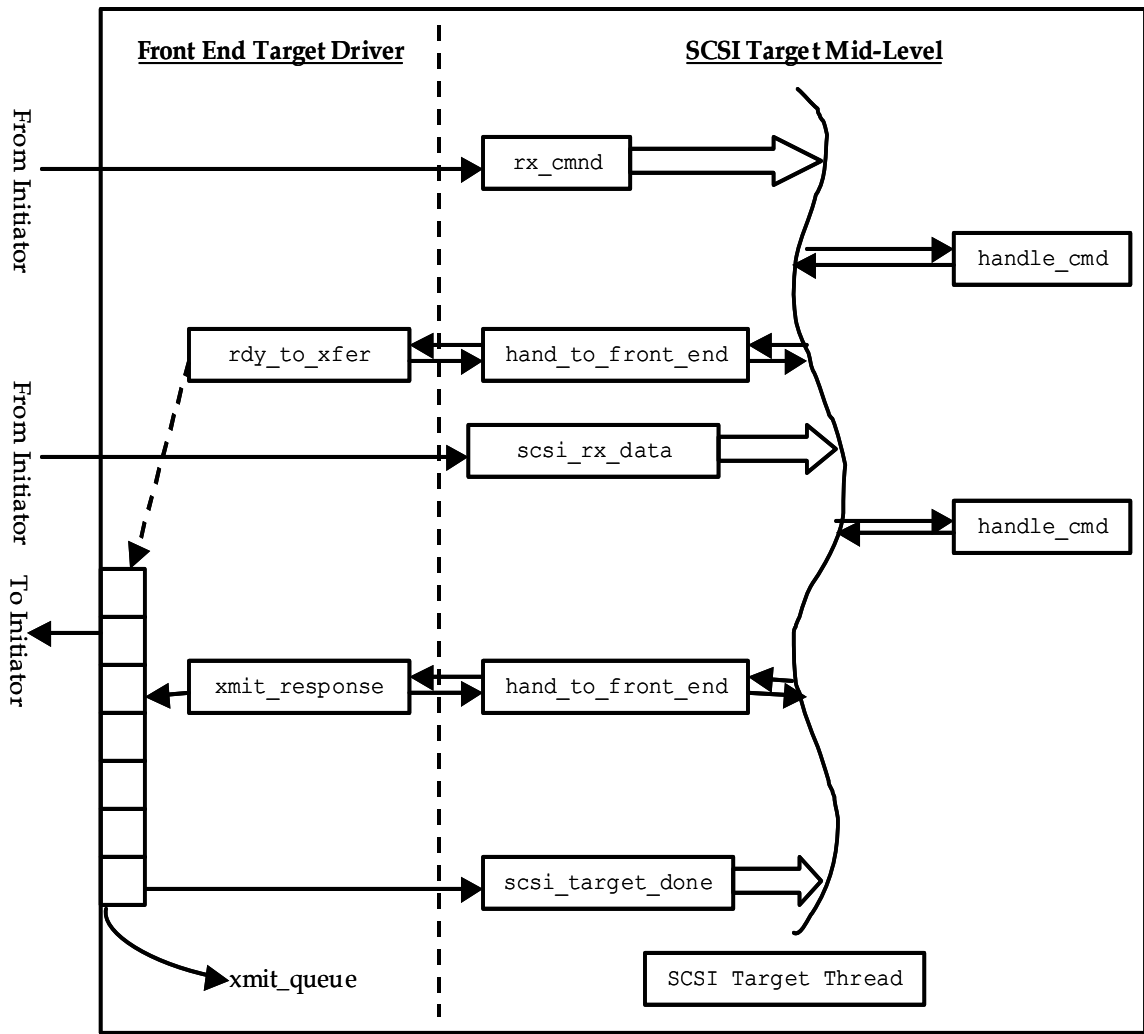 Front End Target Driver
SCSI Target Mid-Level
From Initiator
rx_cmnd
handle_cmd
rdy_to_xfer
hand_to_front_end
From Initiator
scsi_rx_data
handle_cmd
To Initiator
xmit_response
hand_to_front_end
scsi_target_done
xmit_queue
SCSI Target Thread